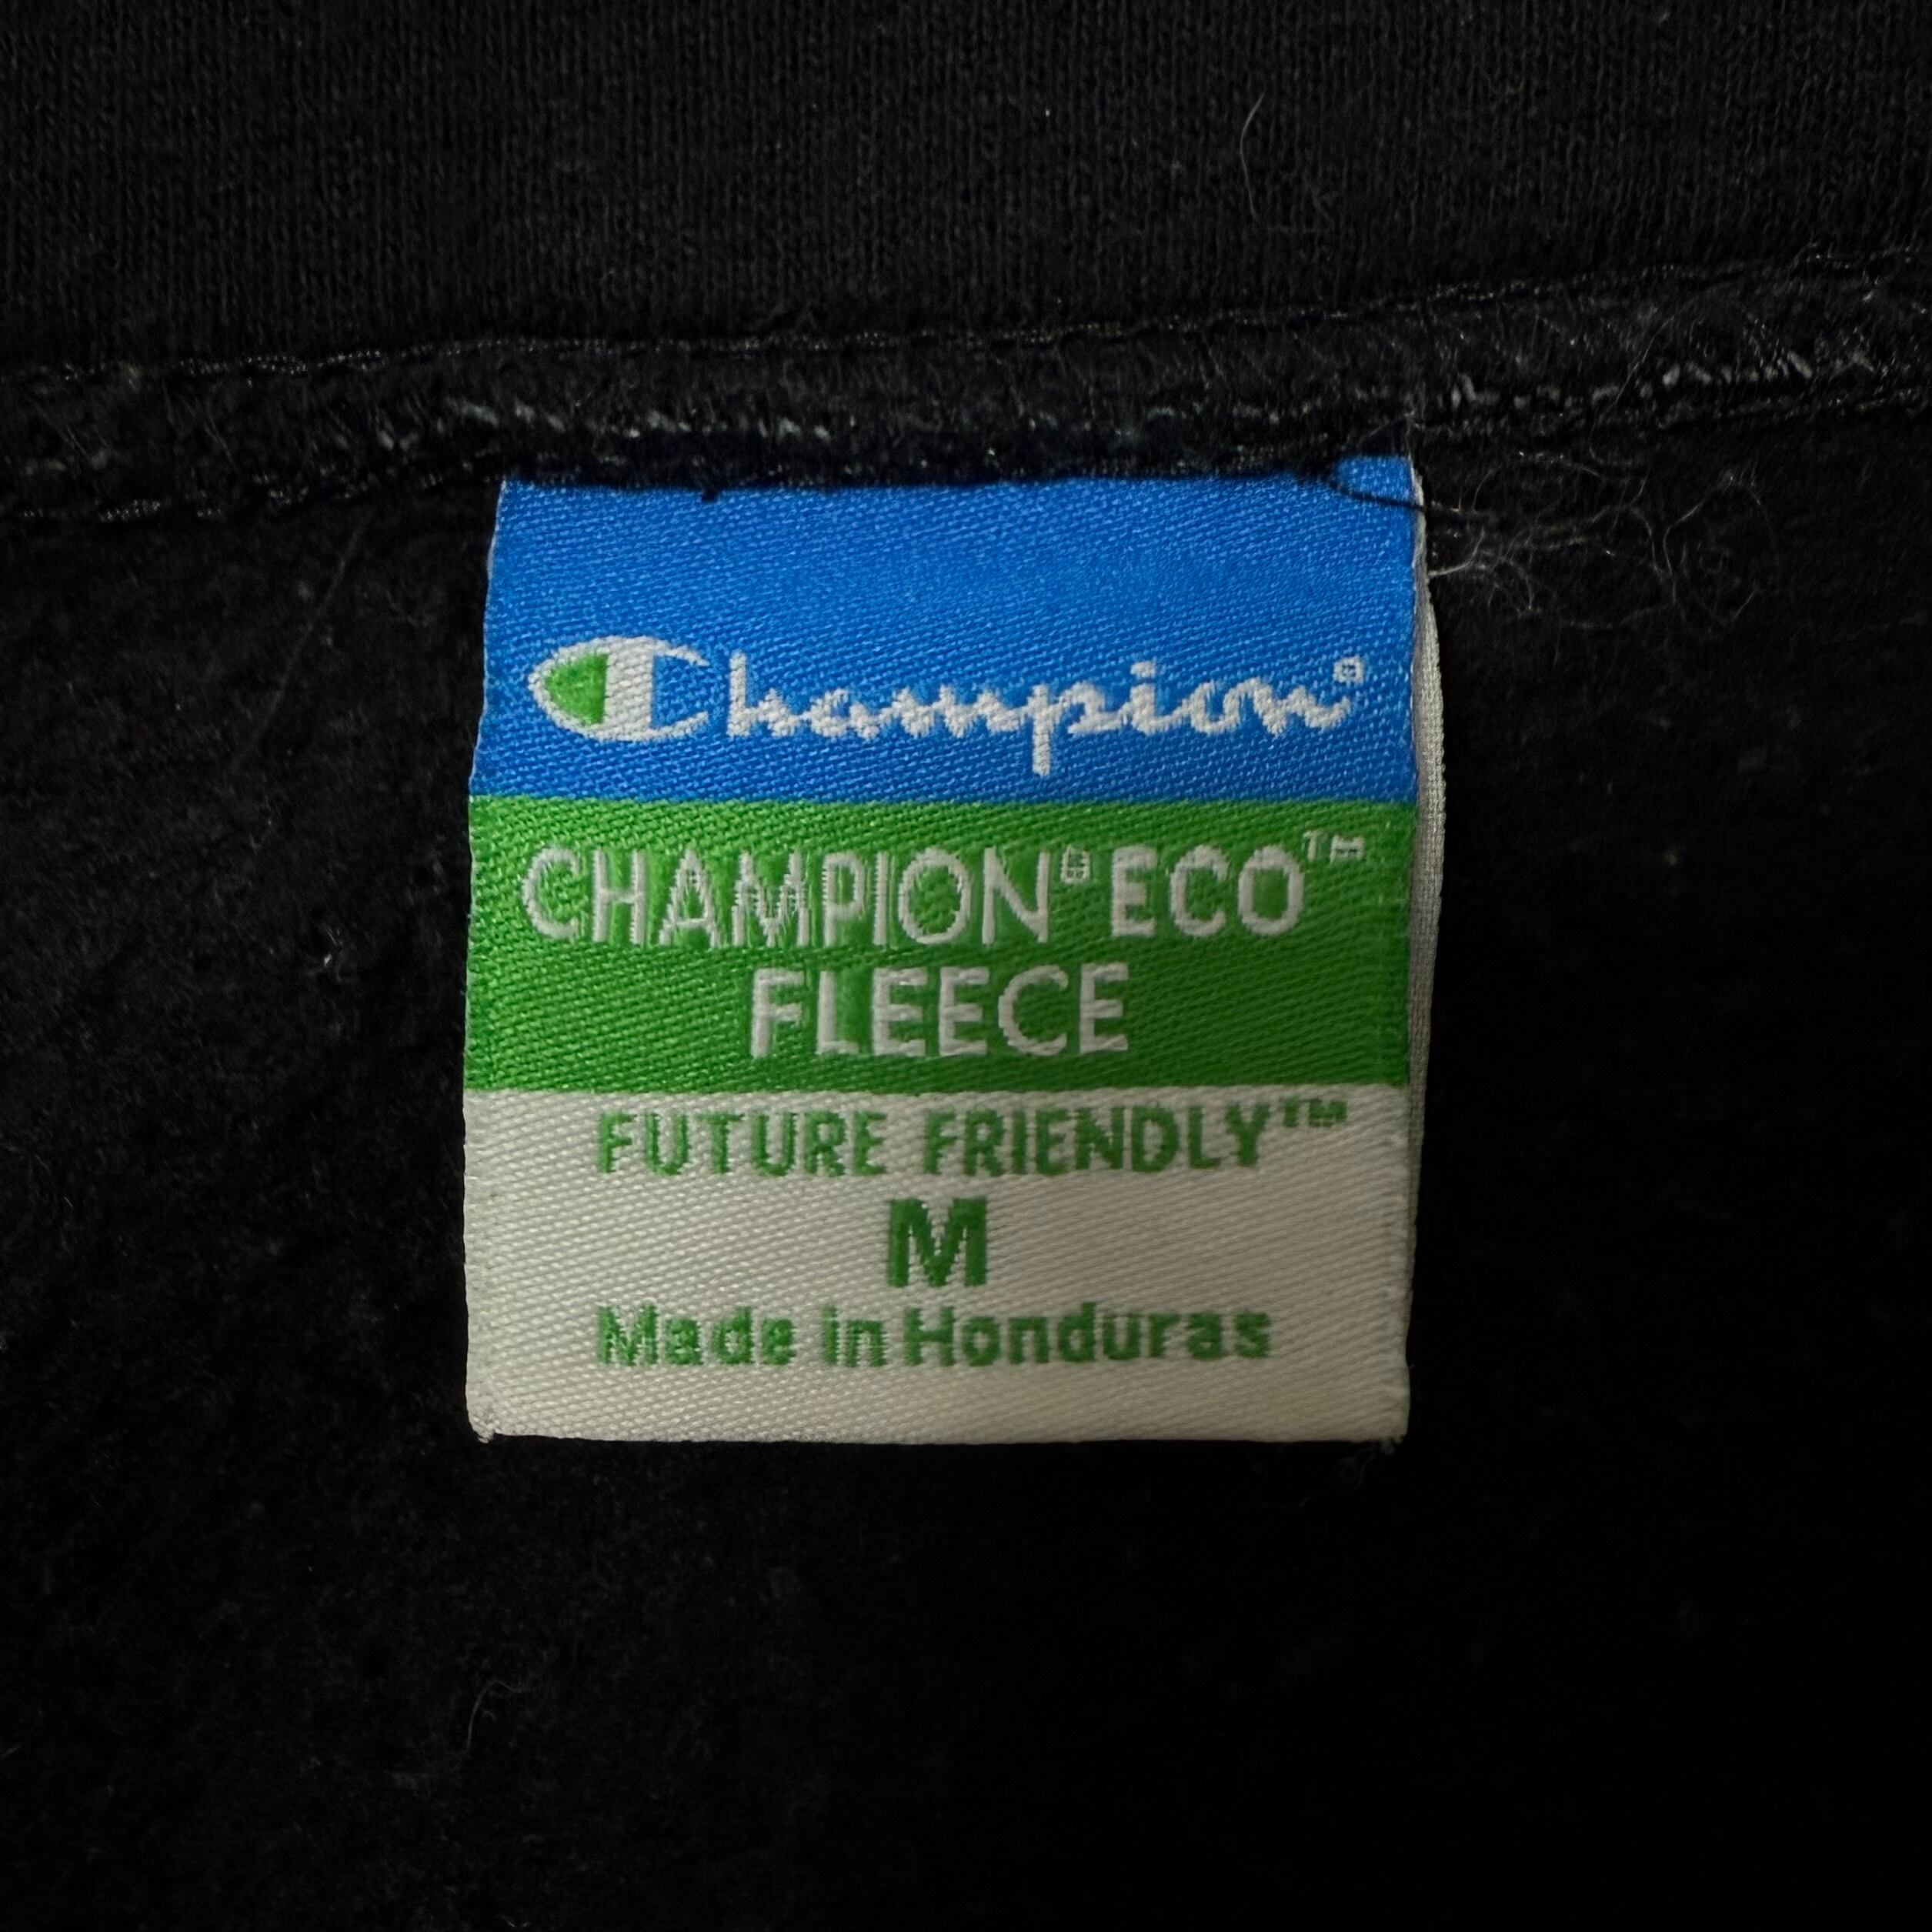 Champion®
CHAMPION® ECO™
FLEECE
FUTURE FRIENDLY™
M
Made in Honduras